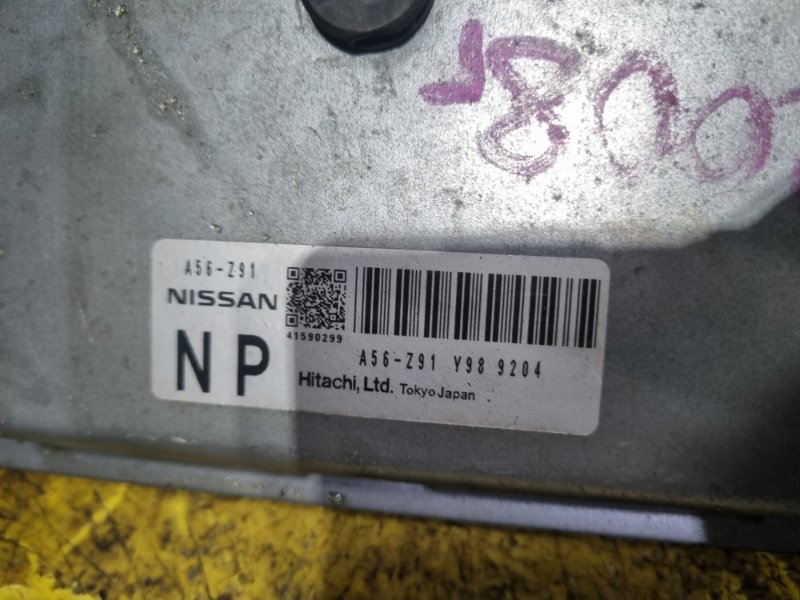 A56-Z91
NISSAN
41590299
NP
A56-Z91 Y98 9204
Hitachi, Ltd. Tokyo Japan